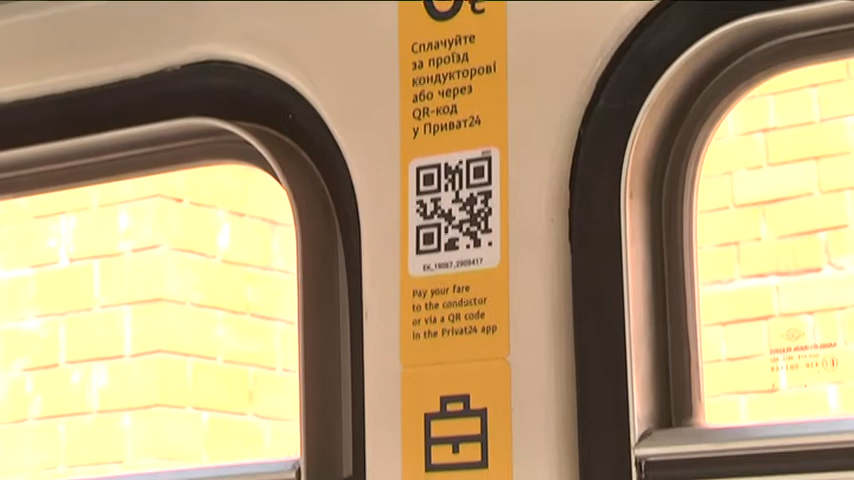 Сплачуйте
за проїзд
кондукторові
або через
QR-код
у Приват24
EK_19067_2909417
Pay your fare
to the conductor
or via a QR code
in the Privat24 app